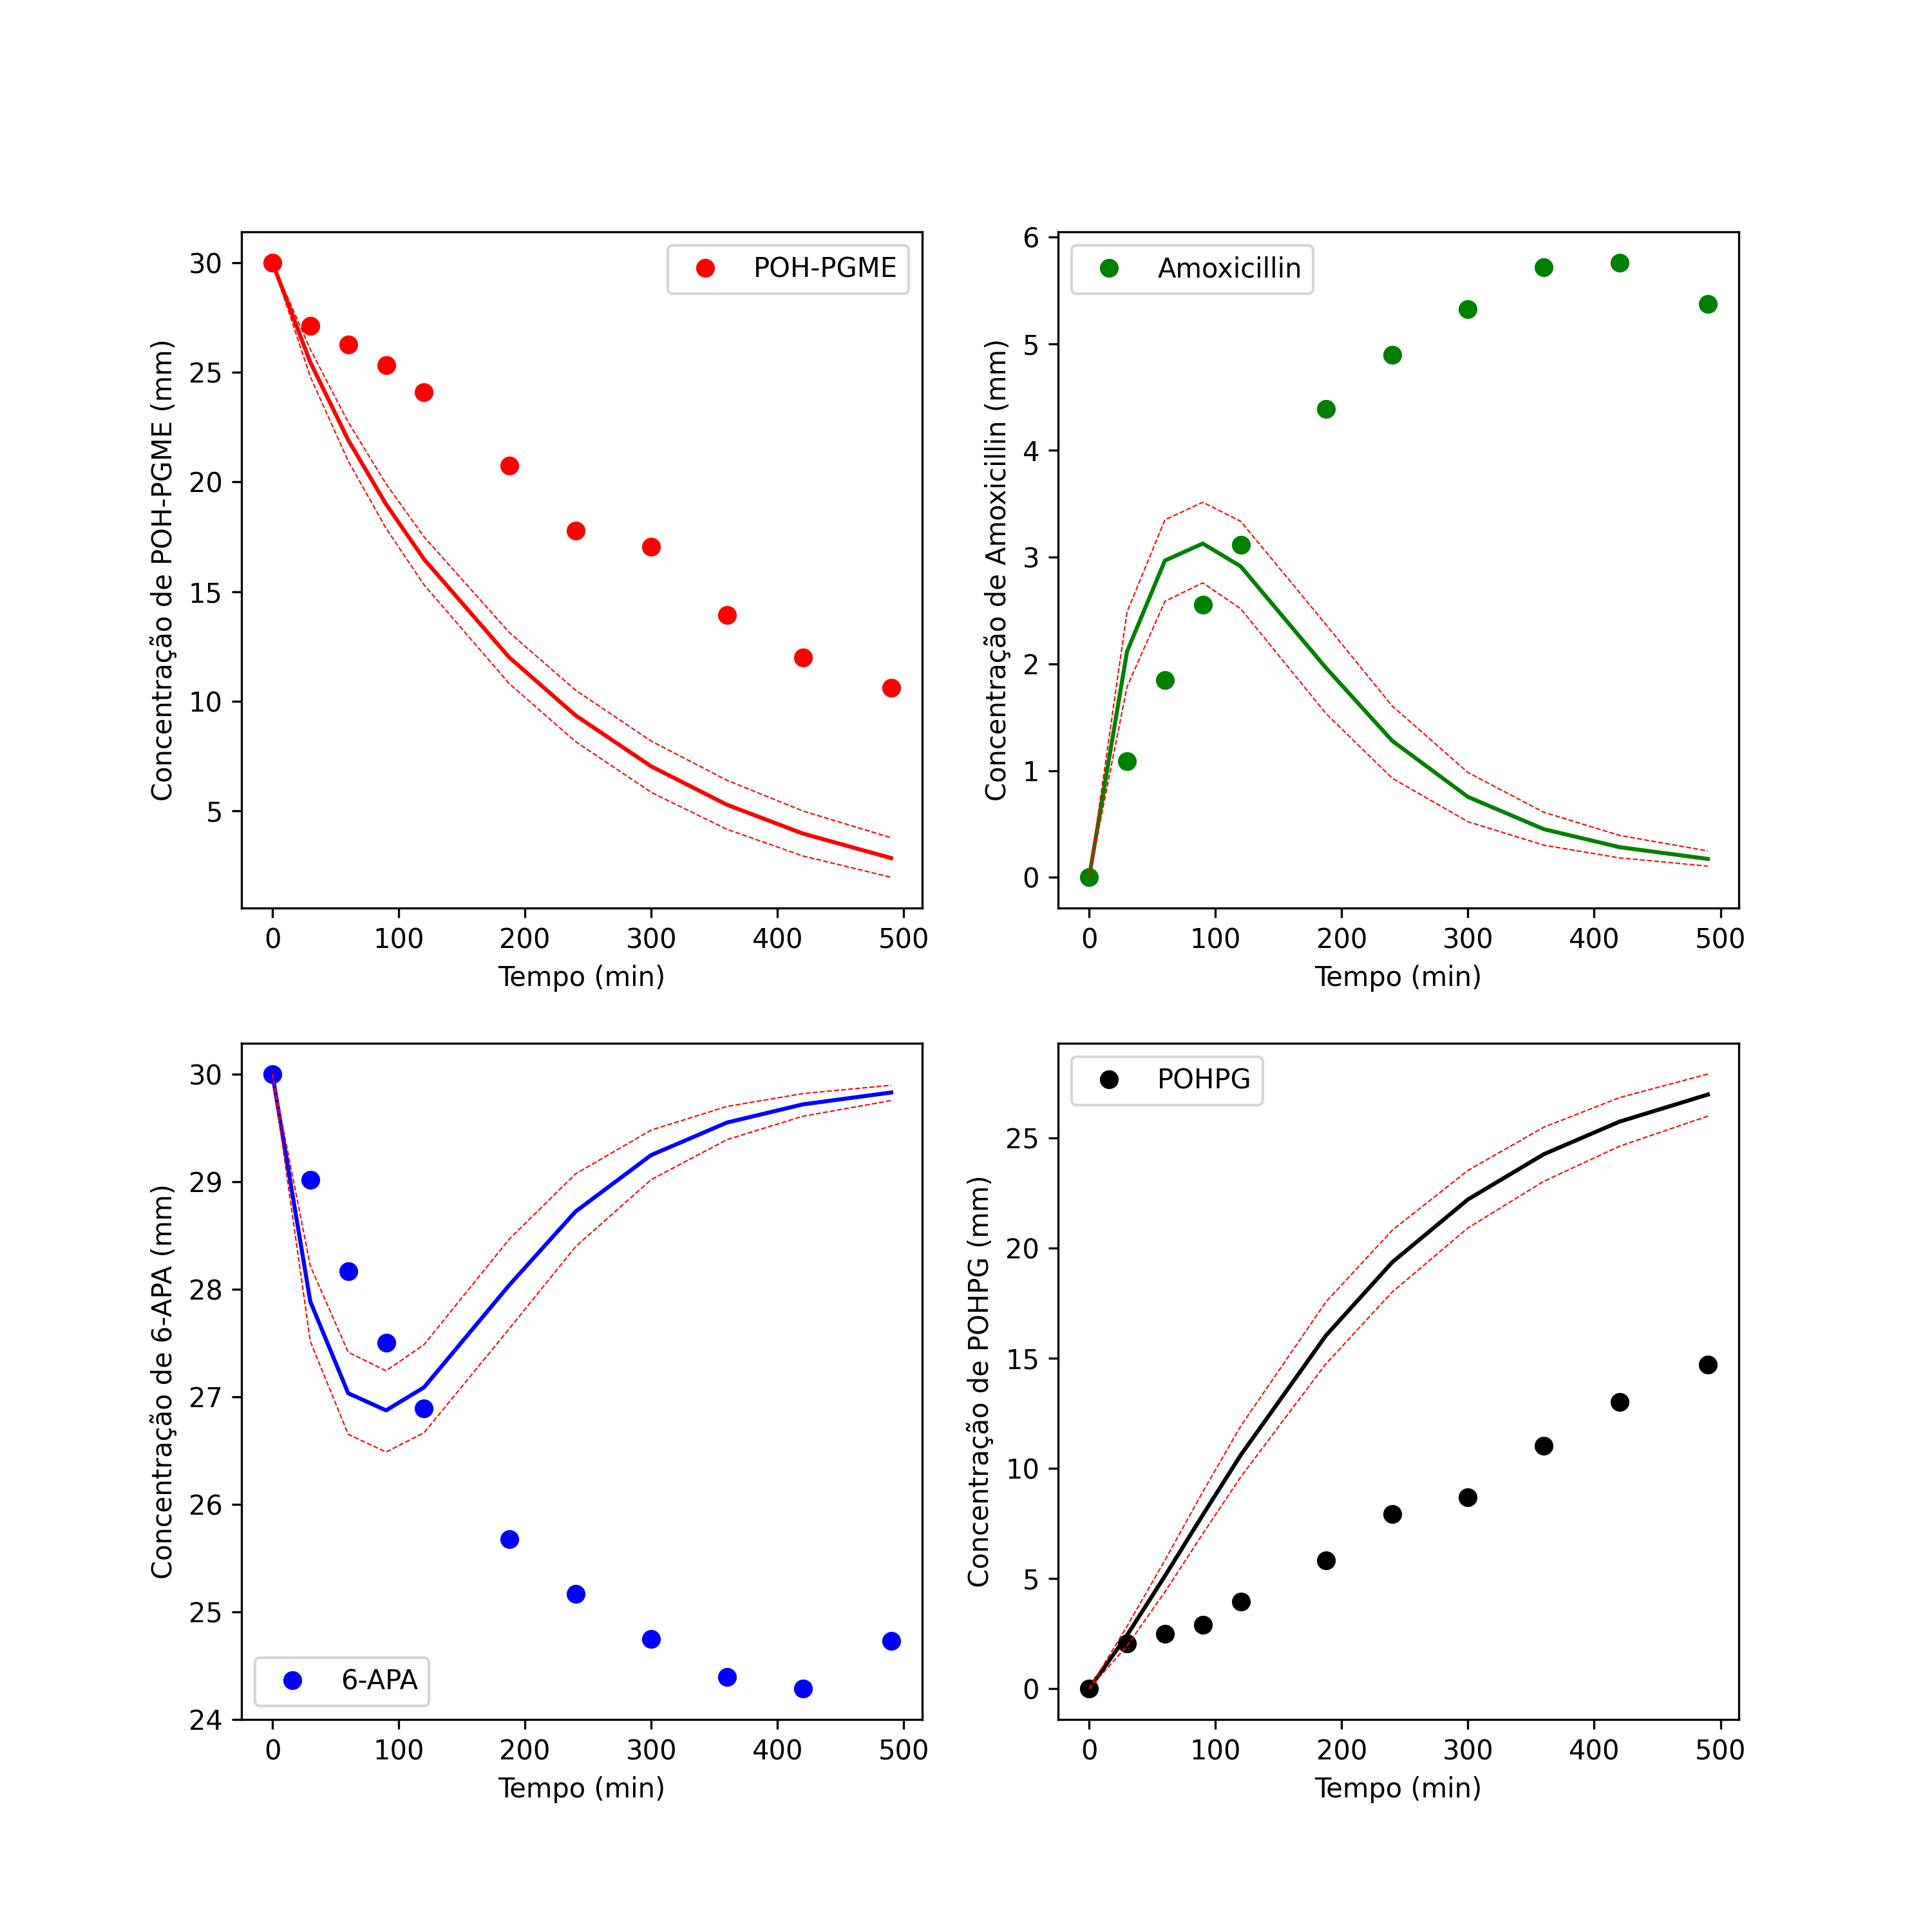 POH-PGME
Concentração de POH-PGME (mm)
30
25
20
15
10
5
0 100 200 300 400 500
Tempo (min)
Amoxicillin
Concentração de Amoxicillin (mm)
6
5
4
3
2
1
0
0 100 200 300 400 500
Tempo (min)
6-APA
Concentração de 6-APA (mm)
30
29
28
27
26
25
24
0 100 200 300 400 500
Tempo (min)
POHPG
Concentração de POHPG (mm)
25
20
15
10
5
0
0 100 200 300 400 500
Tempo (min)